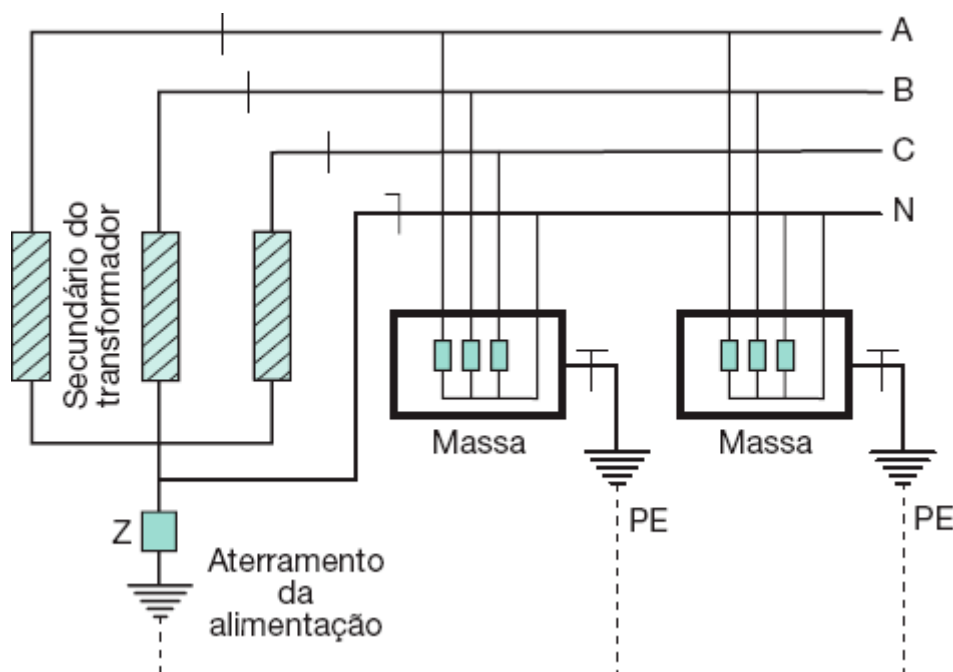 A
B
C
N
Secundário do
transformador
Massa
Massa
PE
PE
Z
Aterramento
da
alimentação